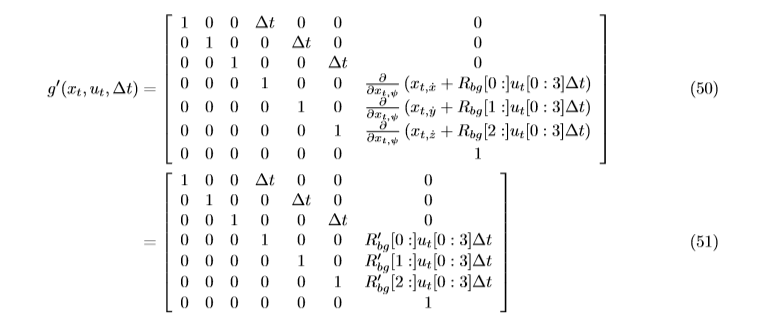 g′(x_t, u_t, Δt) = [ 1 0 0 Δt 0 0 0
0 1 0 0 Δt 0 0
0 0 1 0 0 Δt 0
0 0 0 1 0 0 ∂/∂x_{t,ψ} (x_{t,ẋ} + R_{bg}[0 :]u_t[0 : 3]Δt)
0 0 0 0 1 0 ∂/∂x_{t,ψ} (x_{t,ẏ} + R_{bg}[1 :]u_t[0 : 3]Δt)
0 0 0 0 0 1 ∂/∂x_{t,ψ} (x_{t,ż} + R_{bg}[2 :]u_t[0 : 3]Δt)
0 0 0 0 0 0 1 ] (50)
= [ 1 0 0 Δt 0 0 0
0 1 0 0 Δt 0 0
0 0 1 0 0 Δt 0
0 0 0 1 0 0 R′_{bg}[0 :]u_t[0 : 3]Δt
0 0 0 0 1 0 R′_{bg}[1 :]u_t[0 : 3]Δt
0 0 0 0 0 1 R′_{bg}[2 :]u_t[0 : 3]Δt
0 0 0 0 0 0 1 ] (51)